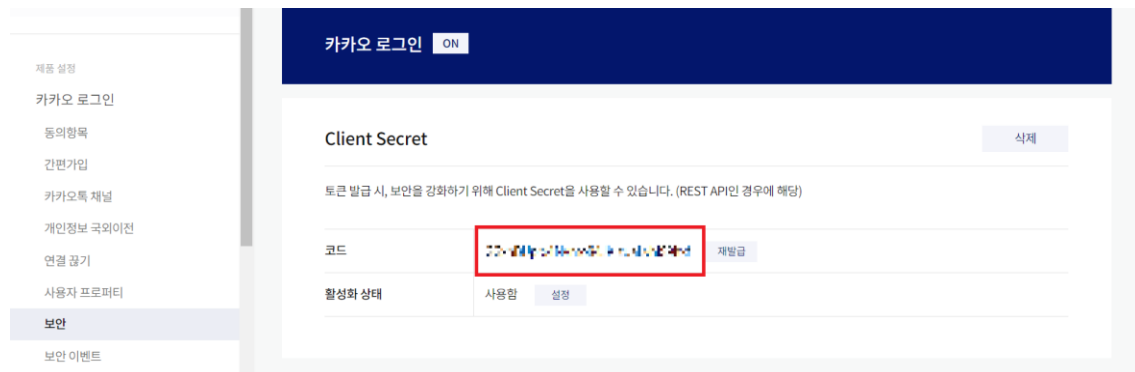 카카오 로그인 ON
제품 설정
카카오 로그인
동의항목
간편가입
카카오톡 채널
개인정보 국외이전
연결 끊기
사용자 프로퍼티
보안
보안 이벤트
Client Secret 삭제
토큰 발급 시, 보안을 강화하기 위해 Client Secret을 사용할 수 있습니다. (REST API인 경우에 해당)
코드 재발급
활성화 상태 사용함 설정